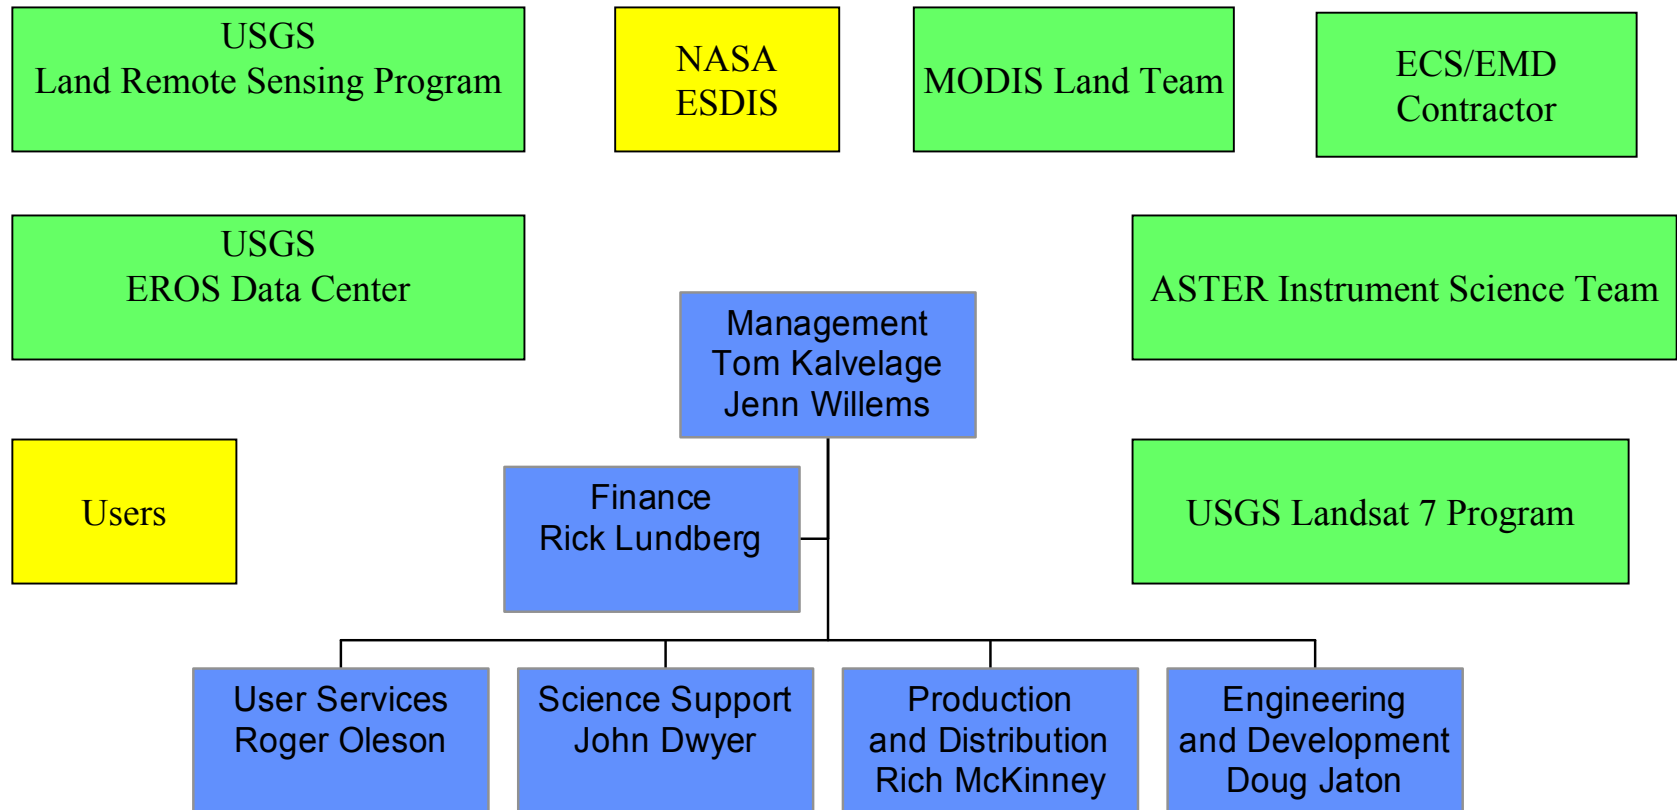 USGS
Land Remote Sensing Program
NASA
ESDIS
MODIS Land Team
ECS/EMD
Contractor
USGS
EROS Data Center
ASTER Instrument Science Team
Management
Tom Kalvelage
Jenn Willems
Users
Finance
Rick Lundberg
USGS Landsat 7 Program
User Services
Roger Oleson
Science Support
John Dwyer
Production
and Distribution
Rich McKinney
Engineering
and Development
Doug Jaton